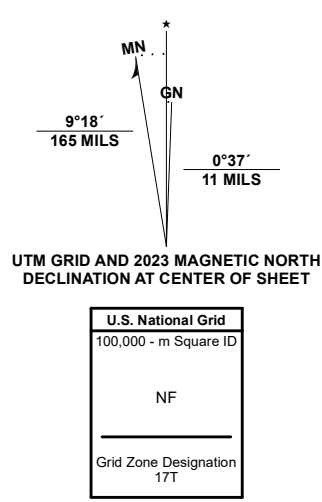 MN
GN
9°18´
165 MILS
0°37´
11 MILS
UTM GRID AND 2023 MAGNETIC NORTH
DECLINATION AT CENTER OF SHEET
U.S. National Grid
100,000 - m Square ID
NF
Grid Zone Designation
17T